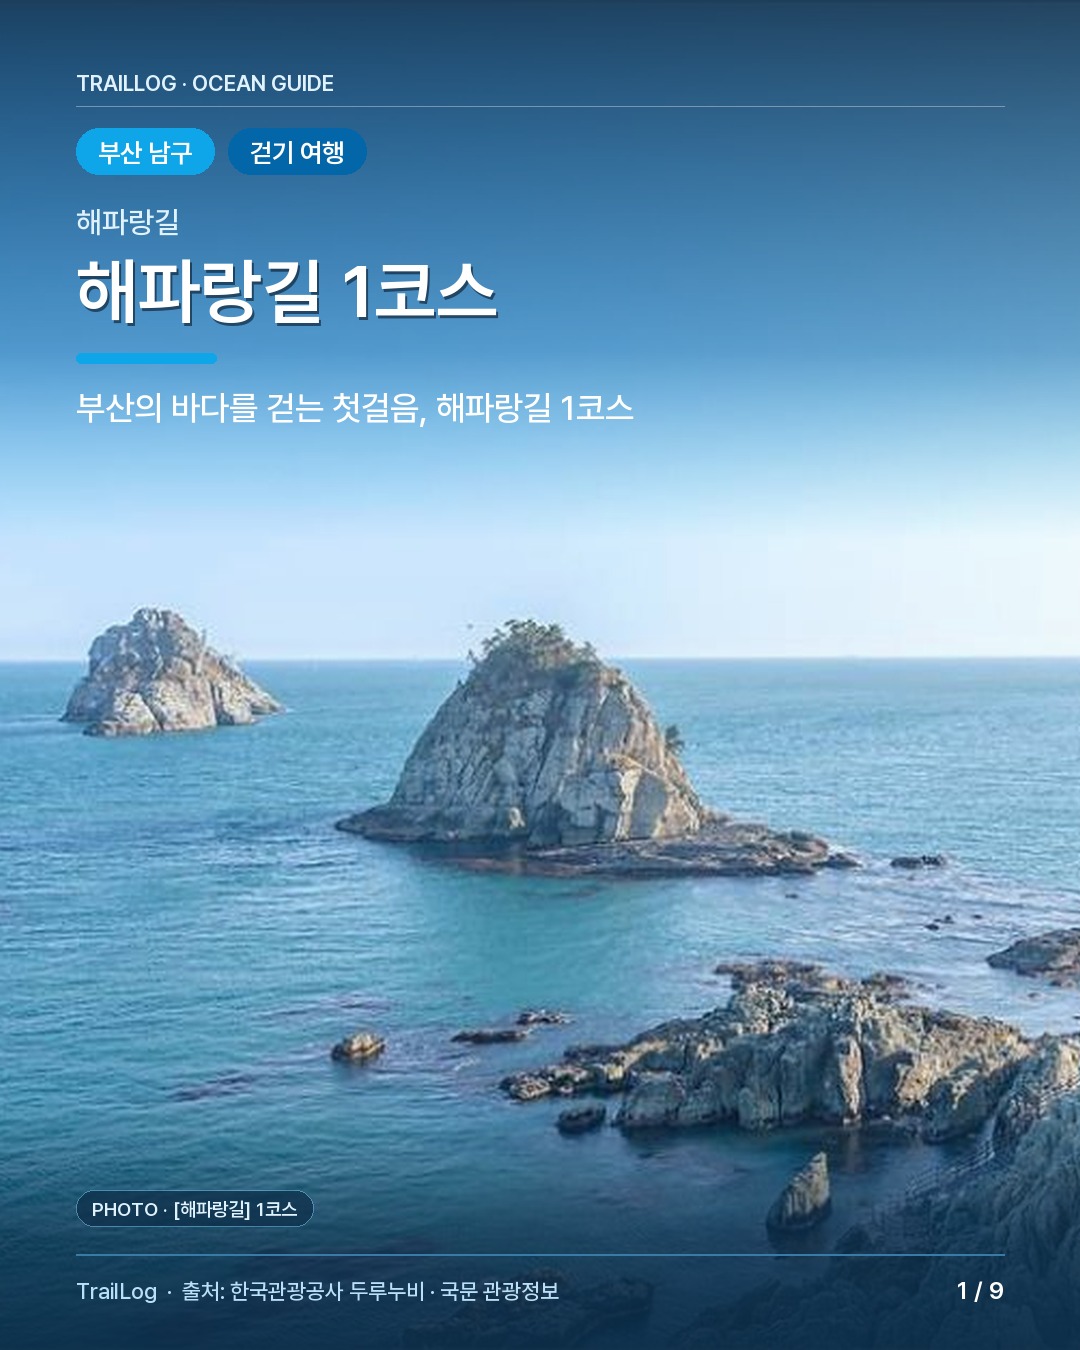 TRAILLOG · OCEAN GUIDE
부산 남구
걷기 여행
해파랑길
해파랑길 1코스
부산의 바다를 걷는 첫걸음, 해파랑길 1코스
PHOTO · [해파랑길] 1코스
TrailLog · 출처: 한국관광공사 두루누비 · 국문 관광정보
1 / 9